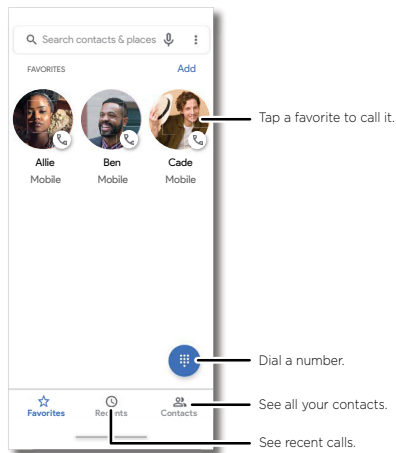 Search contacts & places
FAVORITES Add
Tap a favorite to call it.
Allie Ben Cade
Mobile Mobile Mobile
Dial a number.
Favorites Recents Contacts
See all your contacts.
See recent calls.